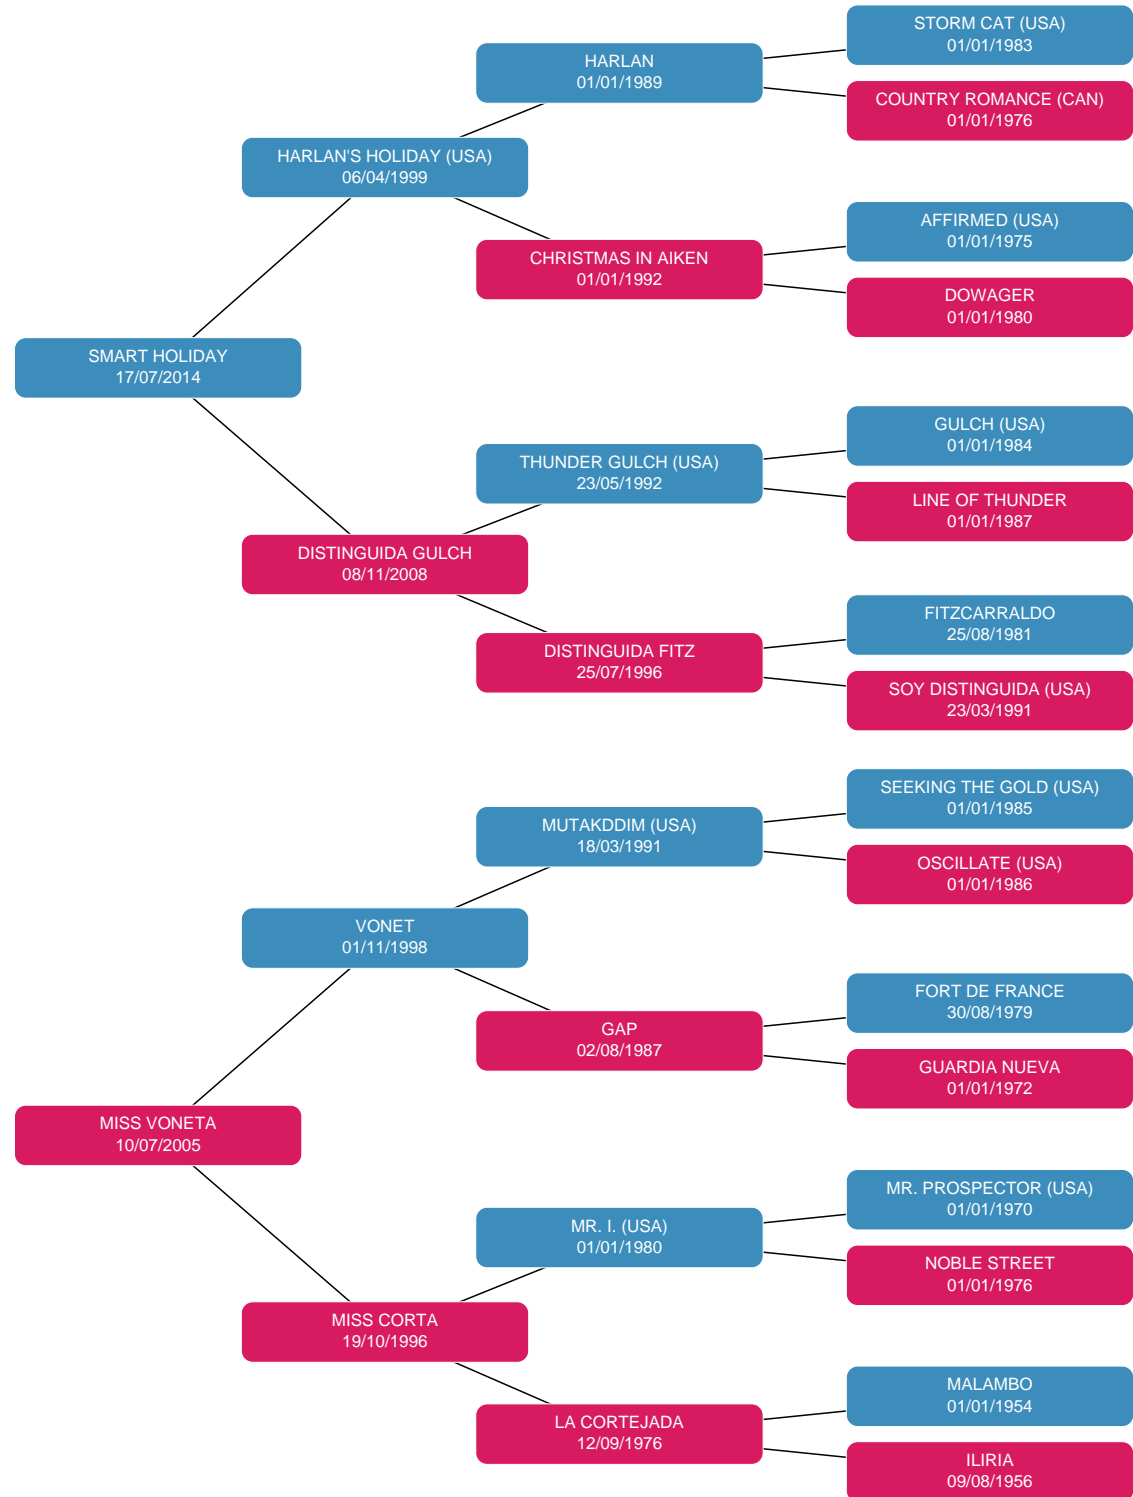 STORM CAT (USA)
01/01/1983
HARLAN
01/01/1989
COUNTRY ROMANCE (CAN)
01/01/1976
HARLAN'S HOLIDAY (USA)
06/04/1999
AFFIRMED (USA)
01/01/1975
CHRISTMAS IN AIKEN
01/01/1992
DOWAGER
01/01/1980
SMART HOLIDAY
17/07/2014
GULCH (USA)
01/01/1984
THUNDER GULCH (USA)
23/05/1992
LINE OF THUNDER
01/01/1987
DISTINGUIDA GULCH
08/11/2008
FITZCARRALDO
25/08/1981
DISTINGUIDA FITZ
25/07/1996
SOY DISTINGUIDA (USA)
23/03/1991
SEEKING THE GOLD (USA)
01/01/1985
MUTAKDDIM (USA)
18/03/1991
OSCILLATE (USA)
01/01/1986
VONET
01/11/1998
FORT DE FRANCE
30/08/1979
GAP
02/08/1987
GUARDIA NUEVA
01/01/1972
MISS VONETA
10/07/2005
MR. PROSPECTOR (USA)
01/01/1970
MR. I. (USA)
01/01/1980
NOBLE STREET
01/01/1976
MISS CORTA
19/10/1996
MALAMBO
01/01/1954
LA CORTEJADA
12/09/1976
ILIRIA
09/08/1956